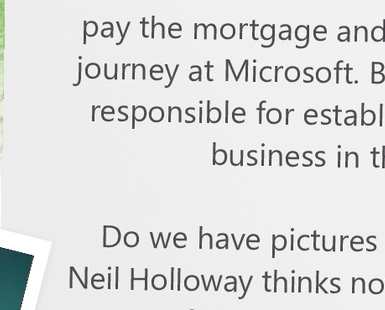 pay the mortgage and
journey at Microsoft. B
responsible for establ
business in th
Do we have pictures
Neil Holloway thinks no